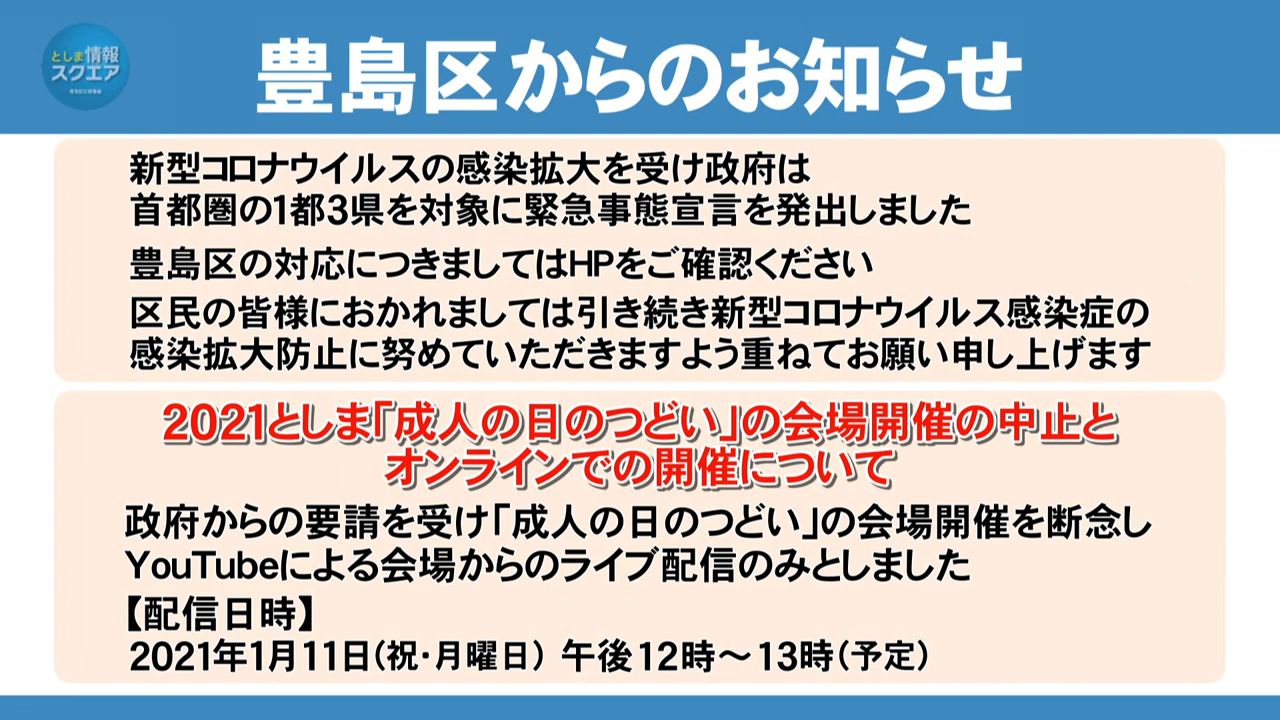 としま情報
スクエア
豊島区からのお知らせ
新型コロナウイルスの感染拡大を受け政府は
首都圏の1都3県を対象に緊急事態宣言を発出しました
豊島区の対応につきましてはHPをご確認ください
区民の皆様におかれましては引き続き新型コロナウイルス感染症の
感染拡大防止に努めていただきますよう重ねてお願い申し上げます
2021としま「成人の日のつどい」の会場開催の中止と
オンラインでの開催について
政府からの要請を受け「成人の日のつどい」の会場開催を断念し
YouTubeによる会場からのライブ配信のみとしました
【配信日時】
2021年1月11日(祝・月曜日) 午後12時〜13時(予定)